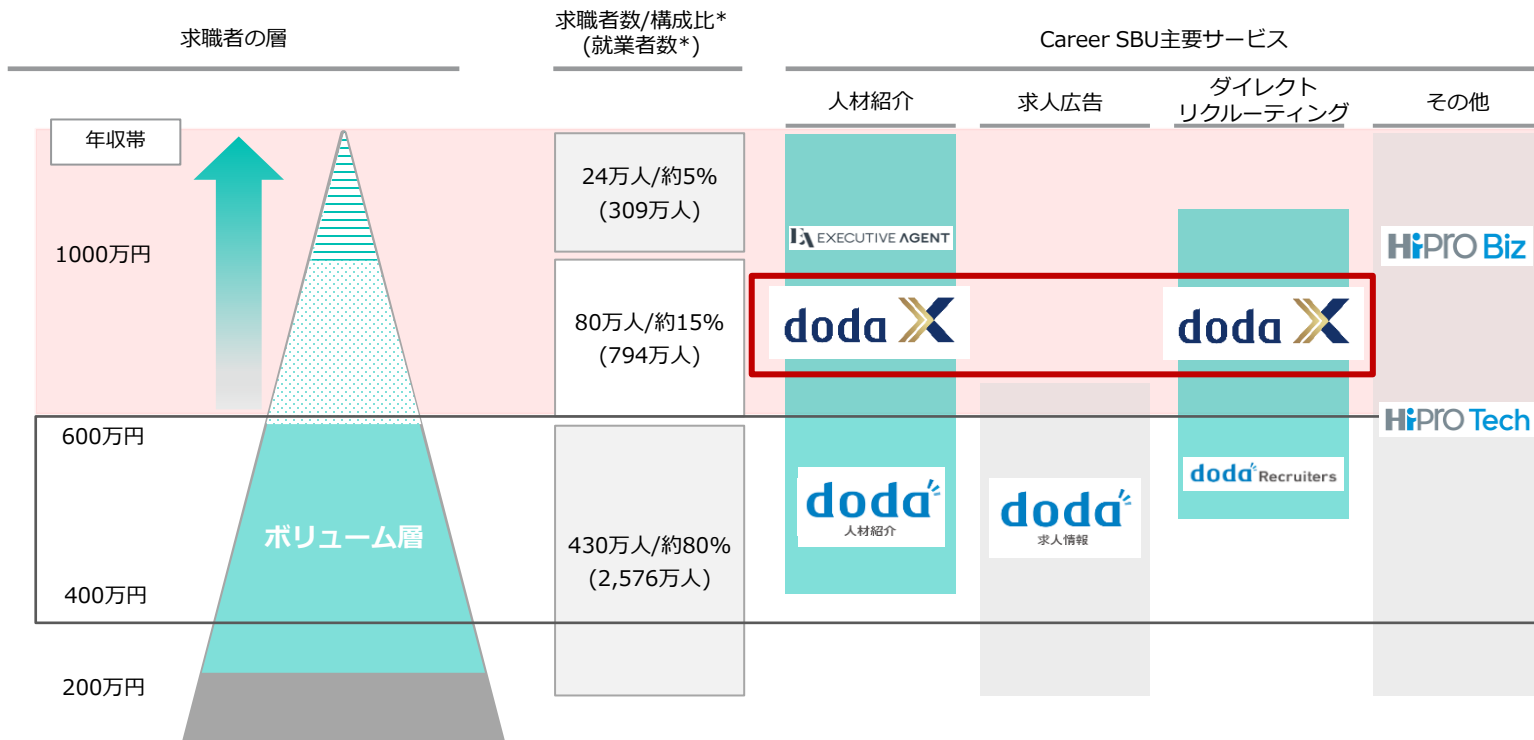 求職者の層
求職者数/構成比*
(就業者数*)
Career SBU主要サービス
人材紹介
求人広告
ダイレクト
リクルーティング
その他
年収帯
24万人/約5%
(309万人)
1000万円
EA EXECUTIVE AGENT
HiPRO Biz
80万人/約15%
(794万人)
doda X
doda X
600万円
HiPRO Tech
ボリューム層
430万人/約80%
(2,576万人)
doda
人材紹介
doda
求人情報
doda Recruiters
400万円
200万円